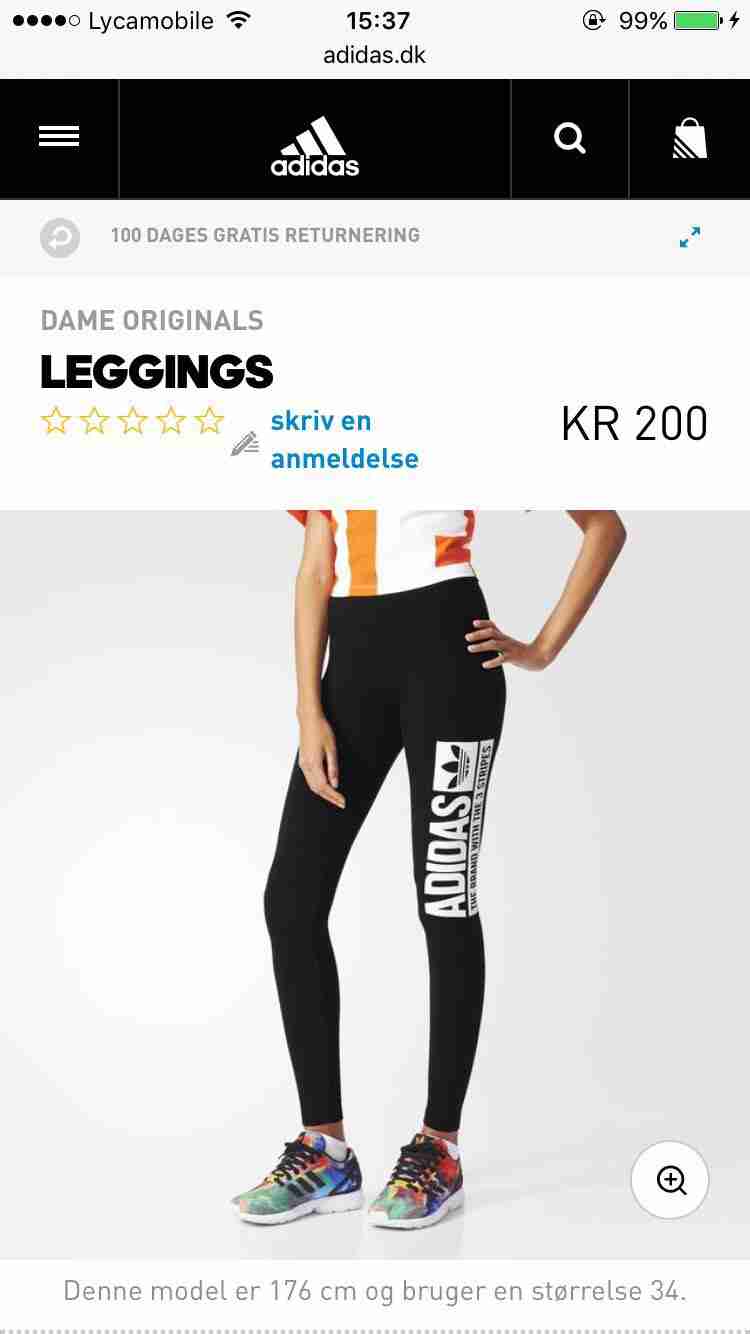 Lycamobile 15:37 99%
adidas.dk
adidas
100 DAGES GRATIS RETURNERING
DAME ORIGINALS
LEGGINGS
skriv en
anmeldelse
KR 200
ADIDAS
THE BRAND WITH THE 3 STRIPES
Denne model er 176 cm og bruger en størrelse 34.